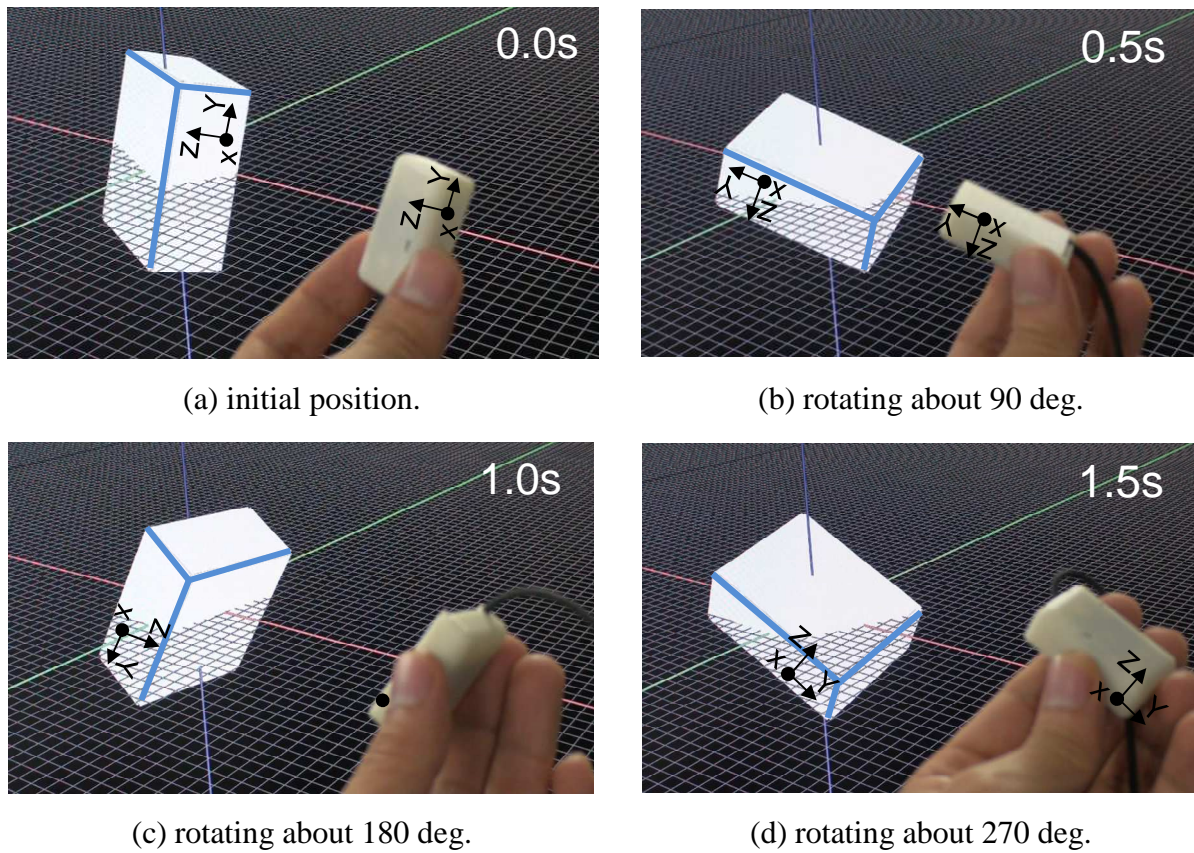 0.0s
Y
Z
X
Y
Z
X
0.5s
X
Y
Z
X
Y
Z
(a) initial position.
(b) rotating about 90 deg.
1.0s
X
Z
Y
1.5s
Z
X
Y
Z
X
Y
(c) rotating about 180 deg.
(d) rotating about 270 deg.